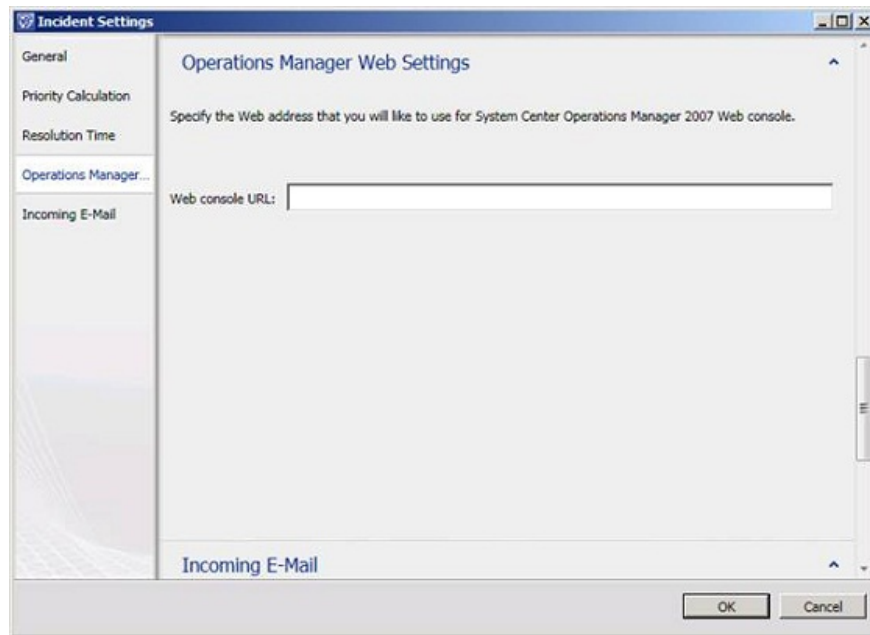 Incident Settings
General
Priority Calculation
Resolution Time
Operations Manager...
Incoming E-Mail
Operations Manager Web Settings
Specify the Web address that you will like to use for System Center Operations Manager 2007 Web console.
Web console URL:
Incoming E-Mail
OK
Cancel